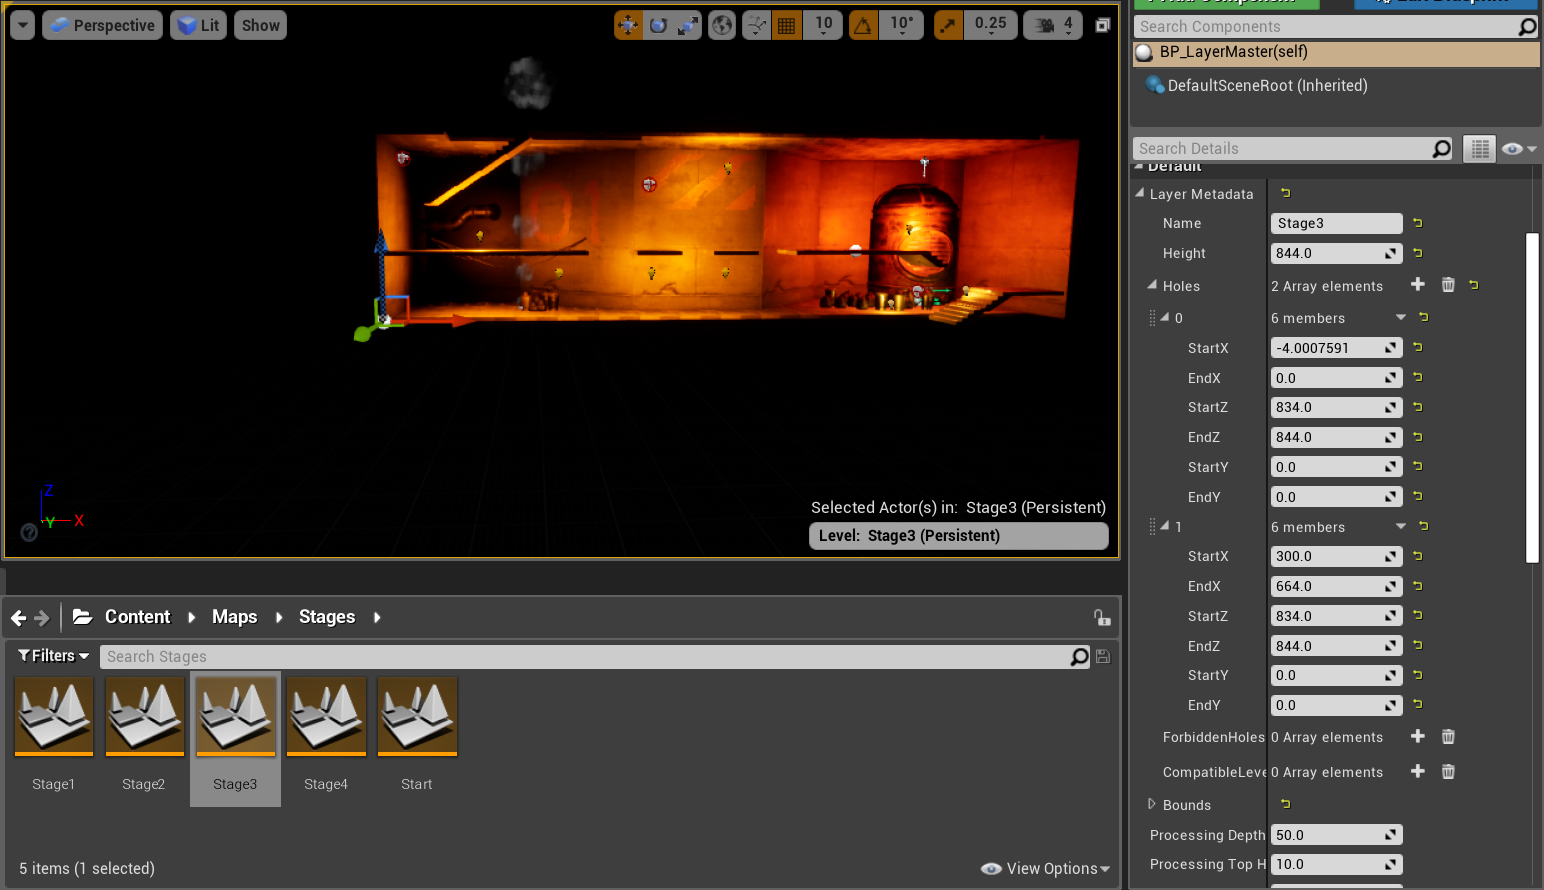 Perspective
Lit
Show
10
10°
0.25
4
Search Components
BP_LayerMaster(self)
DefaultSceneRoot (Inherited)
Search Details
Default
Layer Metadata
Name Stage3
Height 844.0
Holes 2 Array elements
0 6 members
StartX -4.0007591
EndX 0.0
StartZ 834.0
EndZ 844.0
StartY 0.0
EndY 0.0
1 6 members
StartX 300.0
EndX 664.0
StartZ 834.0
EndZ 844.0
StartY 0.0
EndY 0.0
ForbiddenHoles 0 Array elements
CompatibleLeve 0 Array elements
Bounds
Processing Depth 50.0
Processing Top H 10.0
Z
Y X
Selected Actor(s) in: Stage3 (Persistent)
Level: Stage3 (Persistent)
Content Maps Stages
Filters
Search Stages
Stage1
Stage2
Stage3
Stage4
Start
5 items (1 selected)
View Options